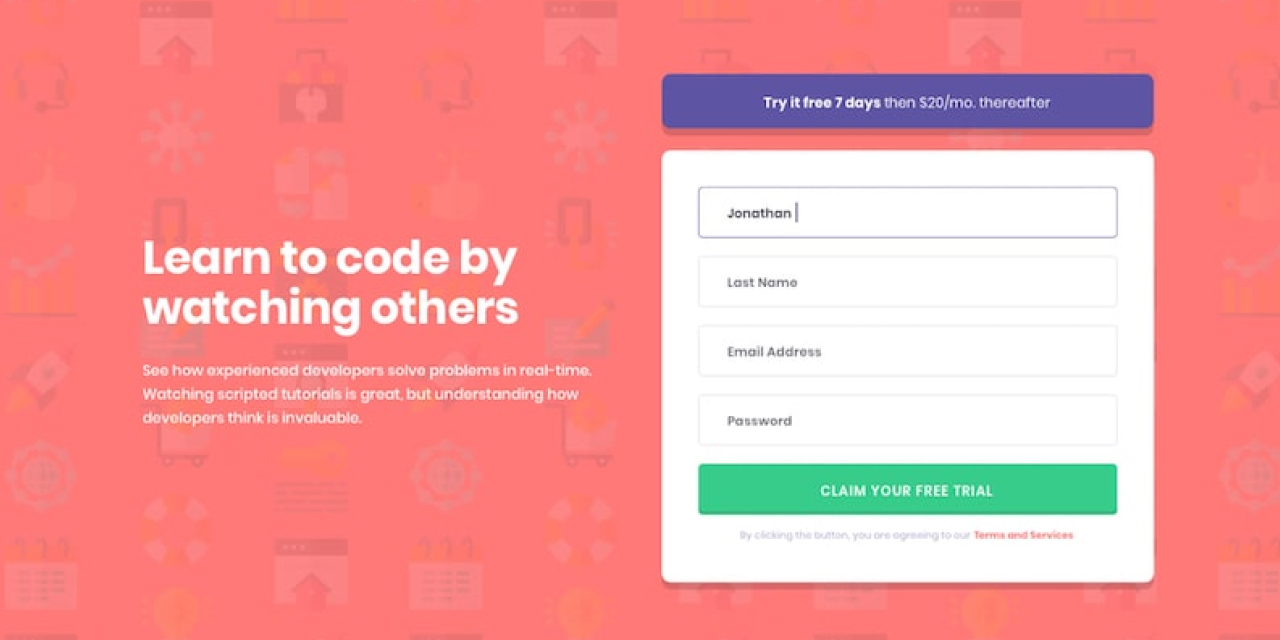 Learn to code by
watching others
See how experienced developers solve problems in real-time.
Watching scripted tutorials is great, but understanding how
developers think is invaluable.
Try it free 7 days then $20/mo. thereafter
Jonathan
Last Name
Email Address
Password
CLAIM YOUR FREE TRIAL
By clicking the button, you are agreeing to our Terms and Services